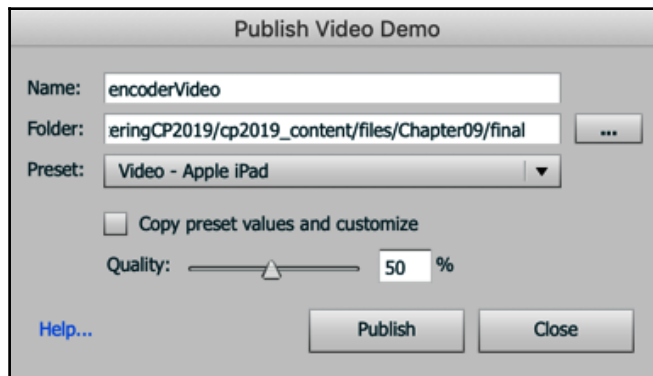 Publish Video Demo
Name: encoderVideo
Folder: :eringCP2019/cp2019_content/files/Chapter09/final ...
Preset: Video - Apple iPad
Copy preset values and customize
Quality: 50 %
Help... Publish Close